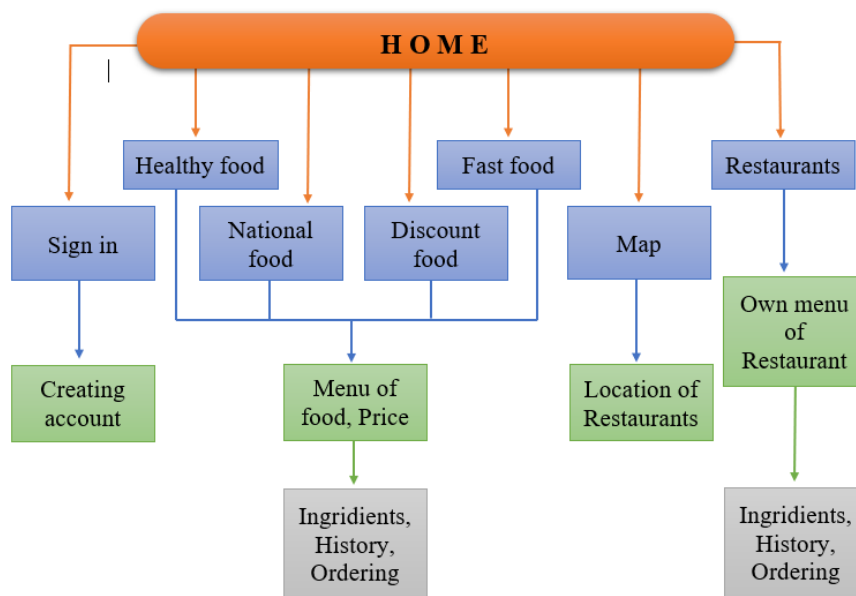 H O M E
Healthy food
Fast food
Restaurants
Sign in
National
food
Discount
food
Map
Own menu
of
Restaurant
Creating
account
Menu of
food, Price
Location of
Restaurants
Ingridients,
History,
Ordering
Ingridients,
History,
Ordering